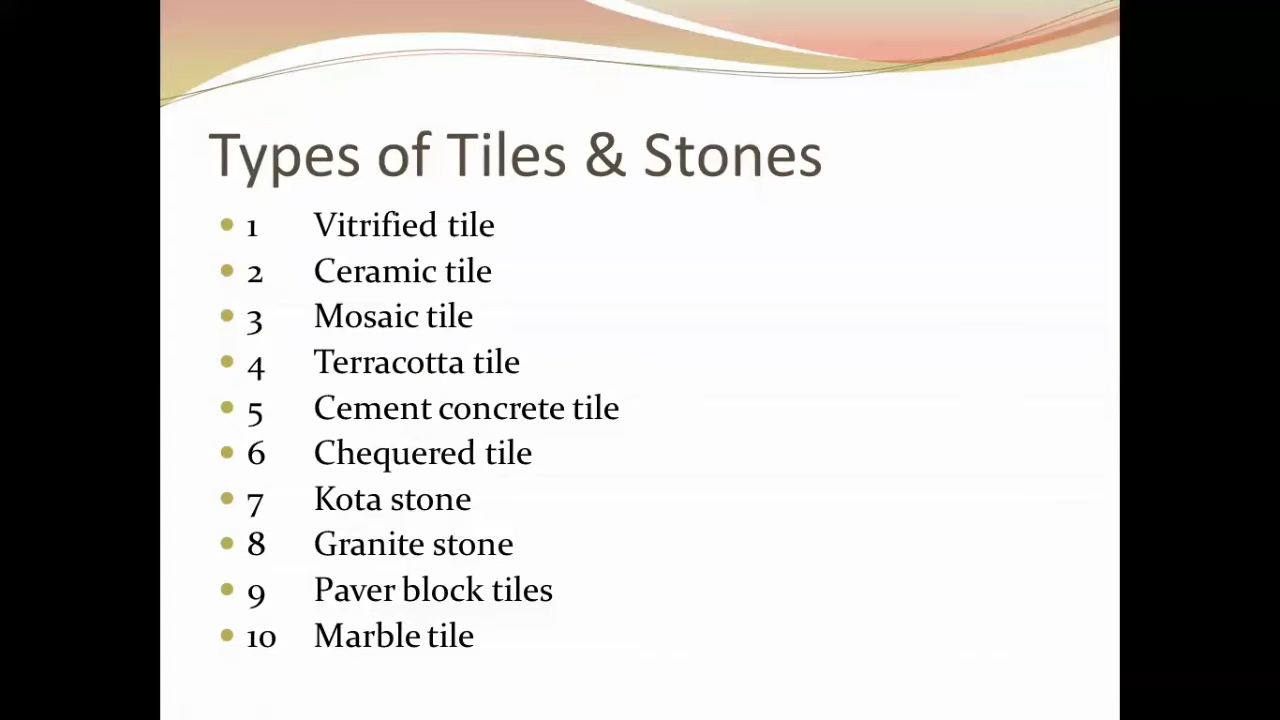 Types of Tiles & Stones
• 1 Vitrified tile
• 2 Ceramic tile
• 3 Mosaic tile
• 4 Terracotta tile
• 5 Cement concrete tile
• 6 Chequered tile
• 7 Kota stone
• 8 Granite stone
• 9 Paver block tiles
• 10 Marble tile